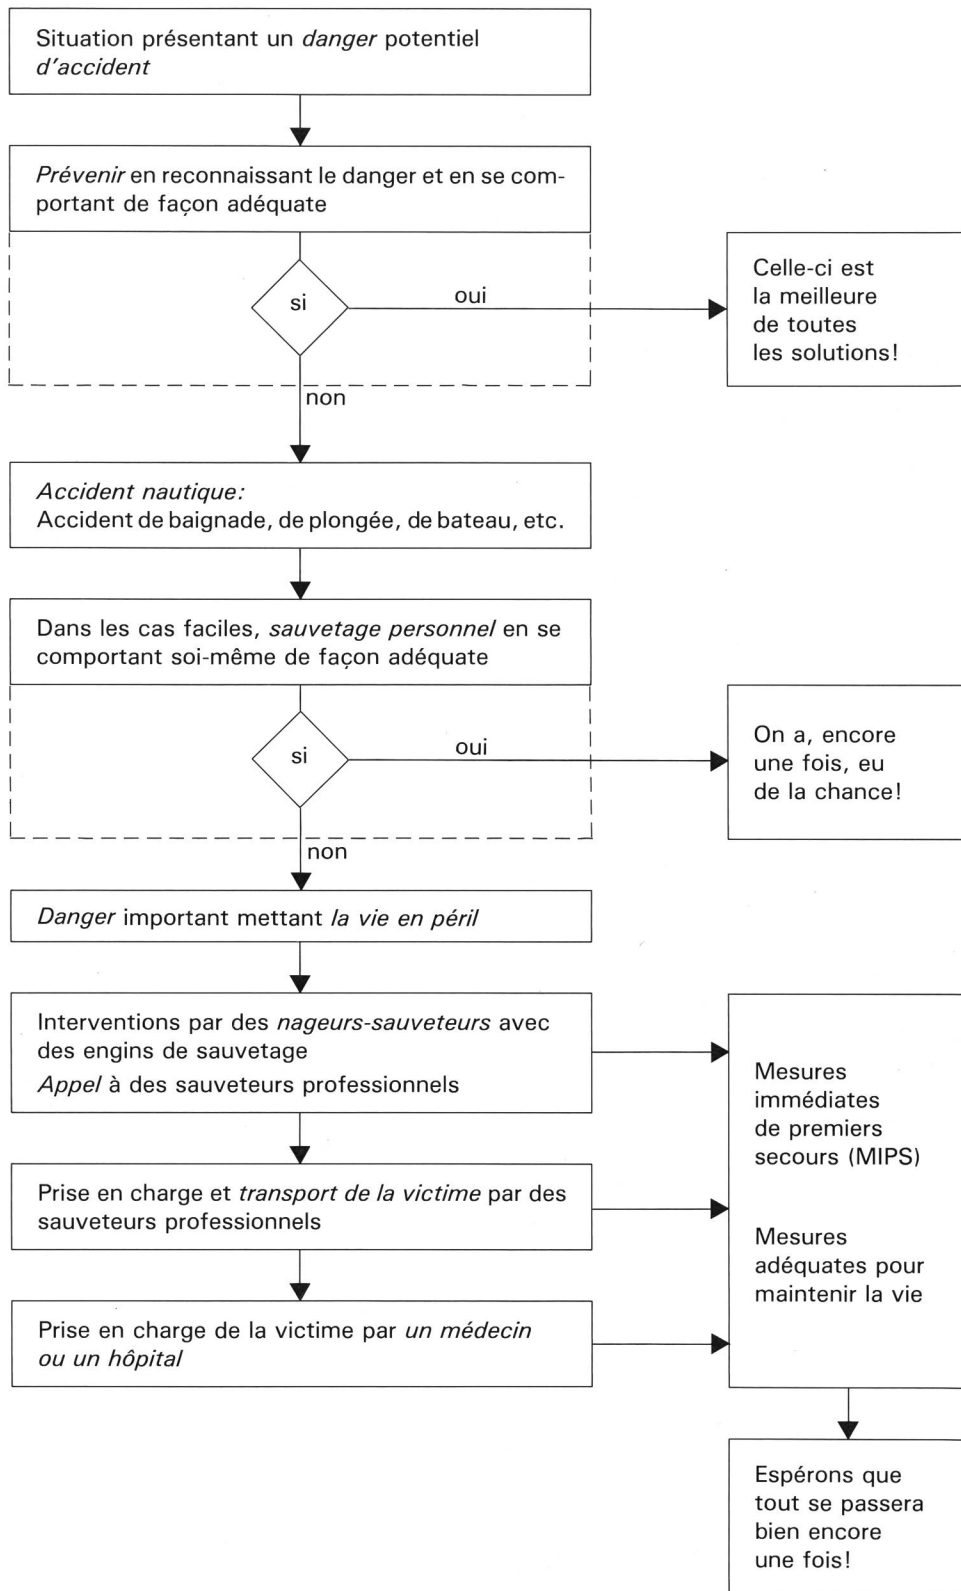 Situation présentant un danger potentiel
d'accident
Prévenir en reconnaissant le danger et en se com-
portant de façon adéquate
si
oui
Celle-ci est
la meilleure
de toutes
les solutions!
non
Accident nautique:
Accident de baignade, de plongée, de bateau, etc.
Dans les cas faciles, sauvetage personnel en se
comportant soi-même de façon adéquate
si
oui
On a, encore
une fois, eu
de la chance!
non
Danger important mettant la vie en péril
Interventions par des nageurs-sauveteurs avec
des engins de sauvetage
Appel à des sauveteurs professionnels
Prise en charge et transport de la victime par des
sauveteurs professionnels
Prise en charge de la victime par un médecin
ou un hôpital
Mesures
immédiates
de premiers
secours (MIPS)
Mesures
adéquates pour
maintenir la vie
Espérons que
tout se passera
bien encore
une fois!